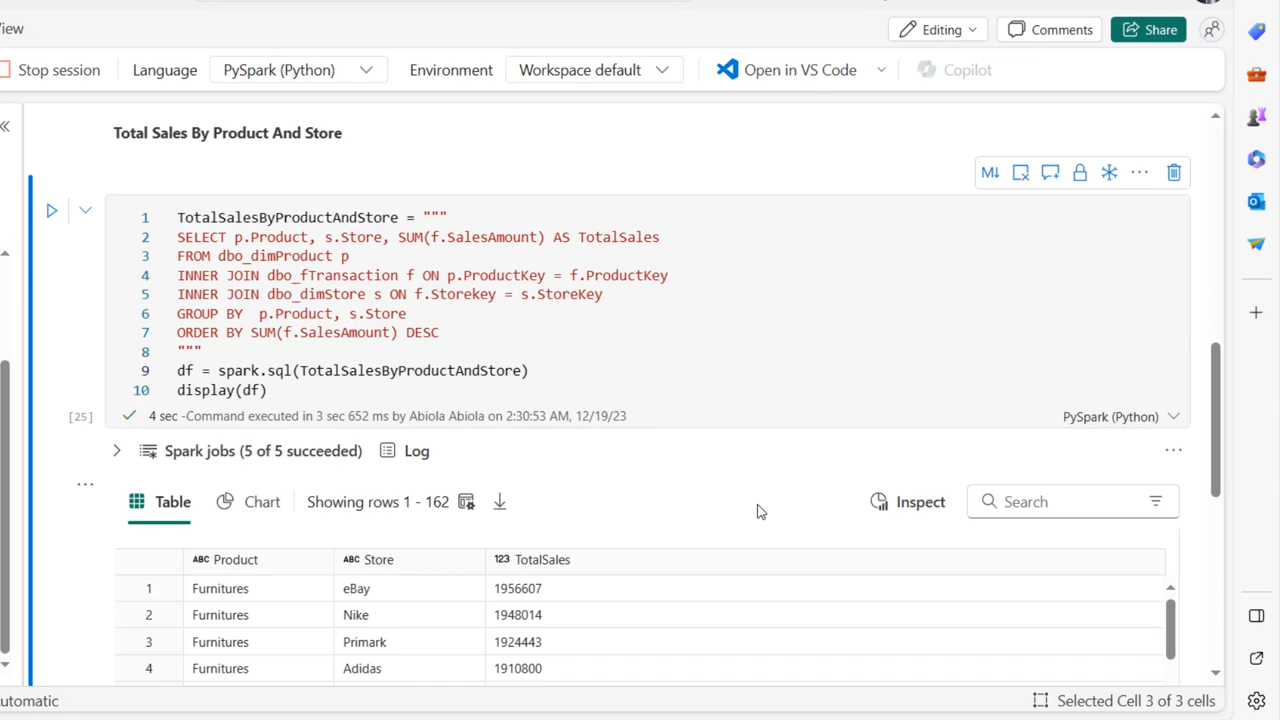 View
Editing
Comments
Share
Stop session
Language
PySpark (Python)
Environment
Workspace default
Open in VS Code
Copilot
Total Sales By Product And Store
M↓
1 TotalSalesByProductAndStore = """
2 SELECT p.Product, s.Store, SUM(f.SalesAmount) AS TotalSales
3 FROM dbo_dimProduct p
4 INNER JOIN dbo_fTransaction f ON p.ProductKey = f.ProductKey
5 INNER JOIN dbo_dimStore s ON f.Storekey = s.StoreKey
6 GROUP BY  p.Product, s.Store
7 ORDER BY SUM(f.SalesAmount) DESC
8 """
9 df = spark.sql(TotalSalesByProductAndStore)
10 display(df)
[25] 4 sec -Command executed in 3 sec 652 ms by Abiola Abiola on 2:30:53 AM, 12/19/23 PySpark (Python)
Spark jobs (5 of 5 succeeded) Log
Table Chart Showing rows 1 - 162 Inspect Search
ABC Product ABC Store 123 TotalSales
1 Furnitures eBay 1956607
2 Furnitures Nike 1948014
3 Furnitures Primark 1924443
4 Furnitures Adidas 1910800
utomatic Selected Cell 3 of 3 cells